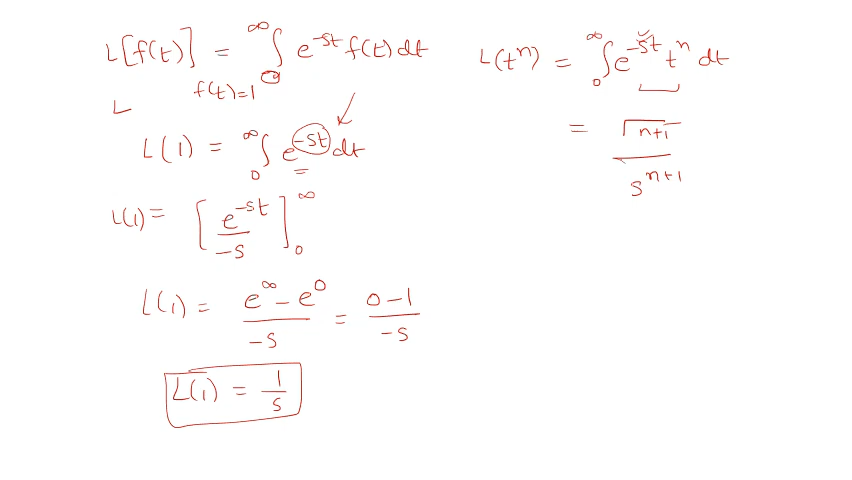 L[f(t)] = ∫₀^∞ e^{-st} f(t) dt
f(t)=1
L
L(1) = ∫₀^∞ e^{-st} dt
L(1) = [e^{-st}/-s]₀^∞
L(1) = (e^∞ - e^0)/-s = (0-1)/-s
L(1) = 1/s
L(t^n) = ∫₀^∞ e^{-st} t^n dt
= Γn+1/s^{n+1}